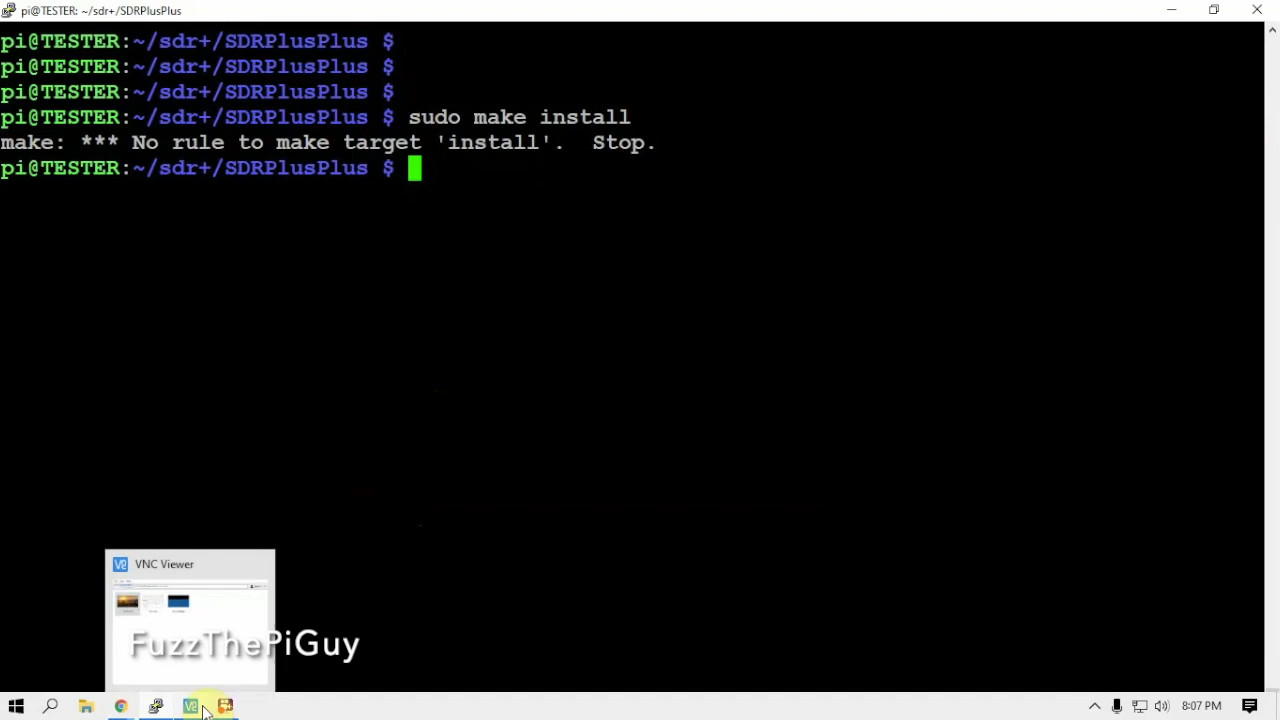 pi@TESTER: ~/sdr+/SDRPlusPlus
pi@TESTER:~/sdr+/SDRPlusPlus $
pi@TESTER:~/sdr+/SDRPlusPlus $
pi@TESTER:~/sdr+/SDRPlusPlus $
pi@TESTER:~/sdr+/SDRPlusPlus $ sudo make install
make: *** No rule to make target 'install'.  Stop.
pi@TESTER:~/sdr+/SDRPlusPlus $
VNC Viewer
FuzzThePiGuy
8:07 PM